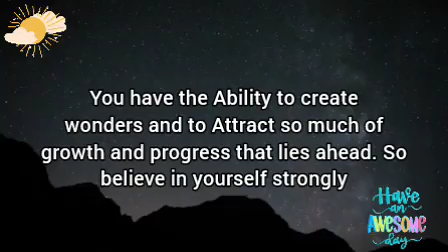 You have the Ability to create
wonders and to Attract so much of
growth and progress that lies ahead. So
believe in yourself strongly
Have
an
AWESOME
day